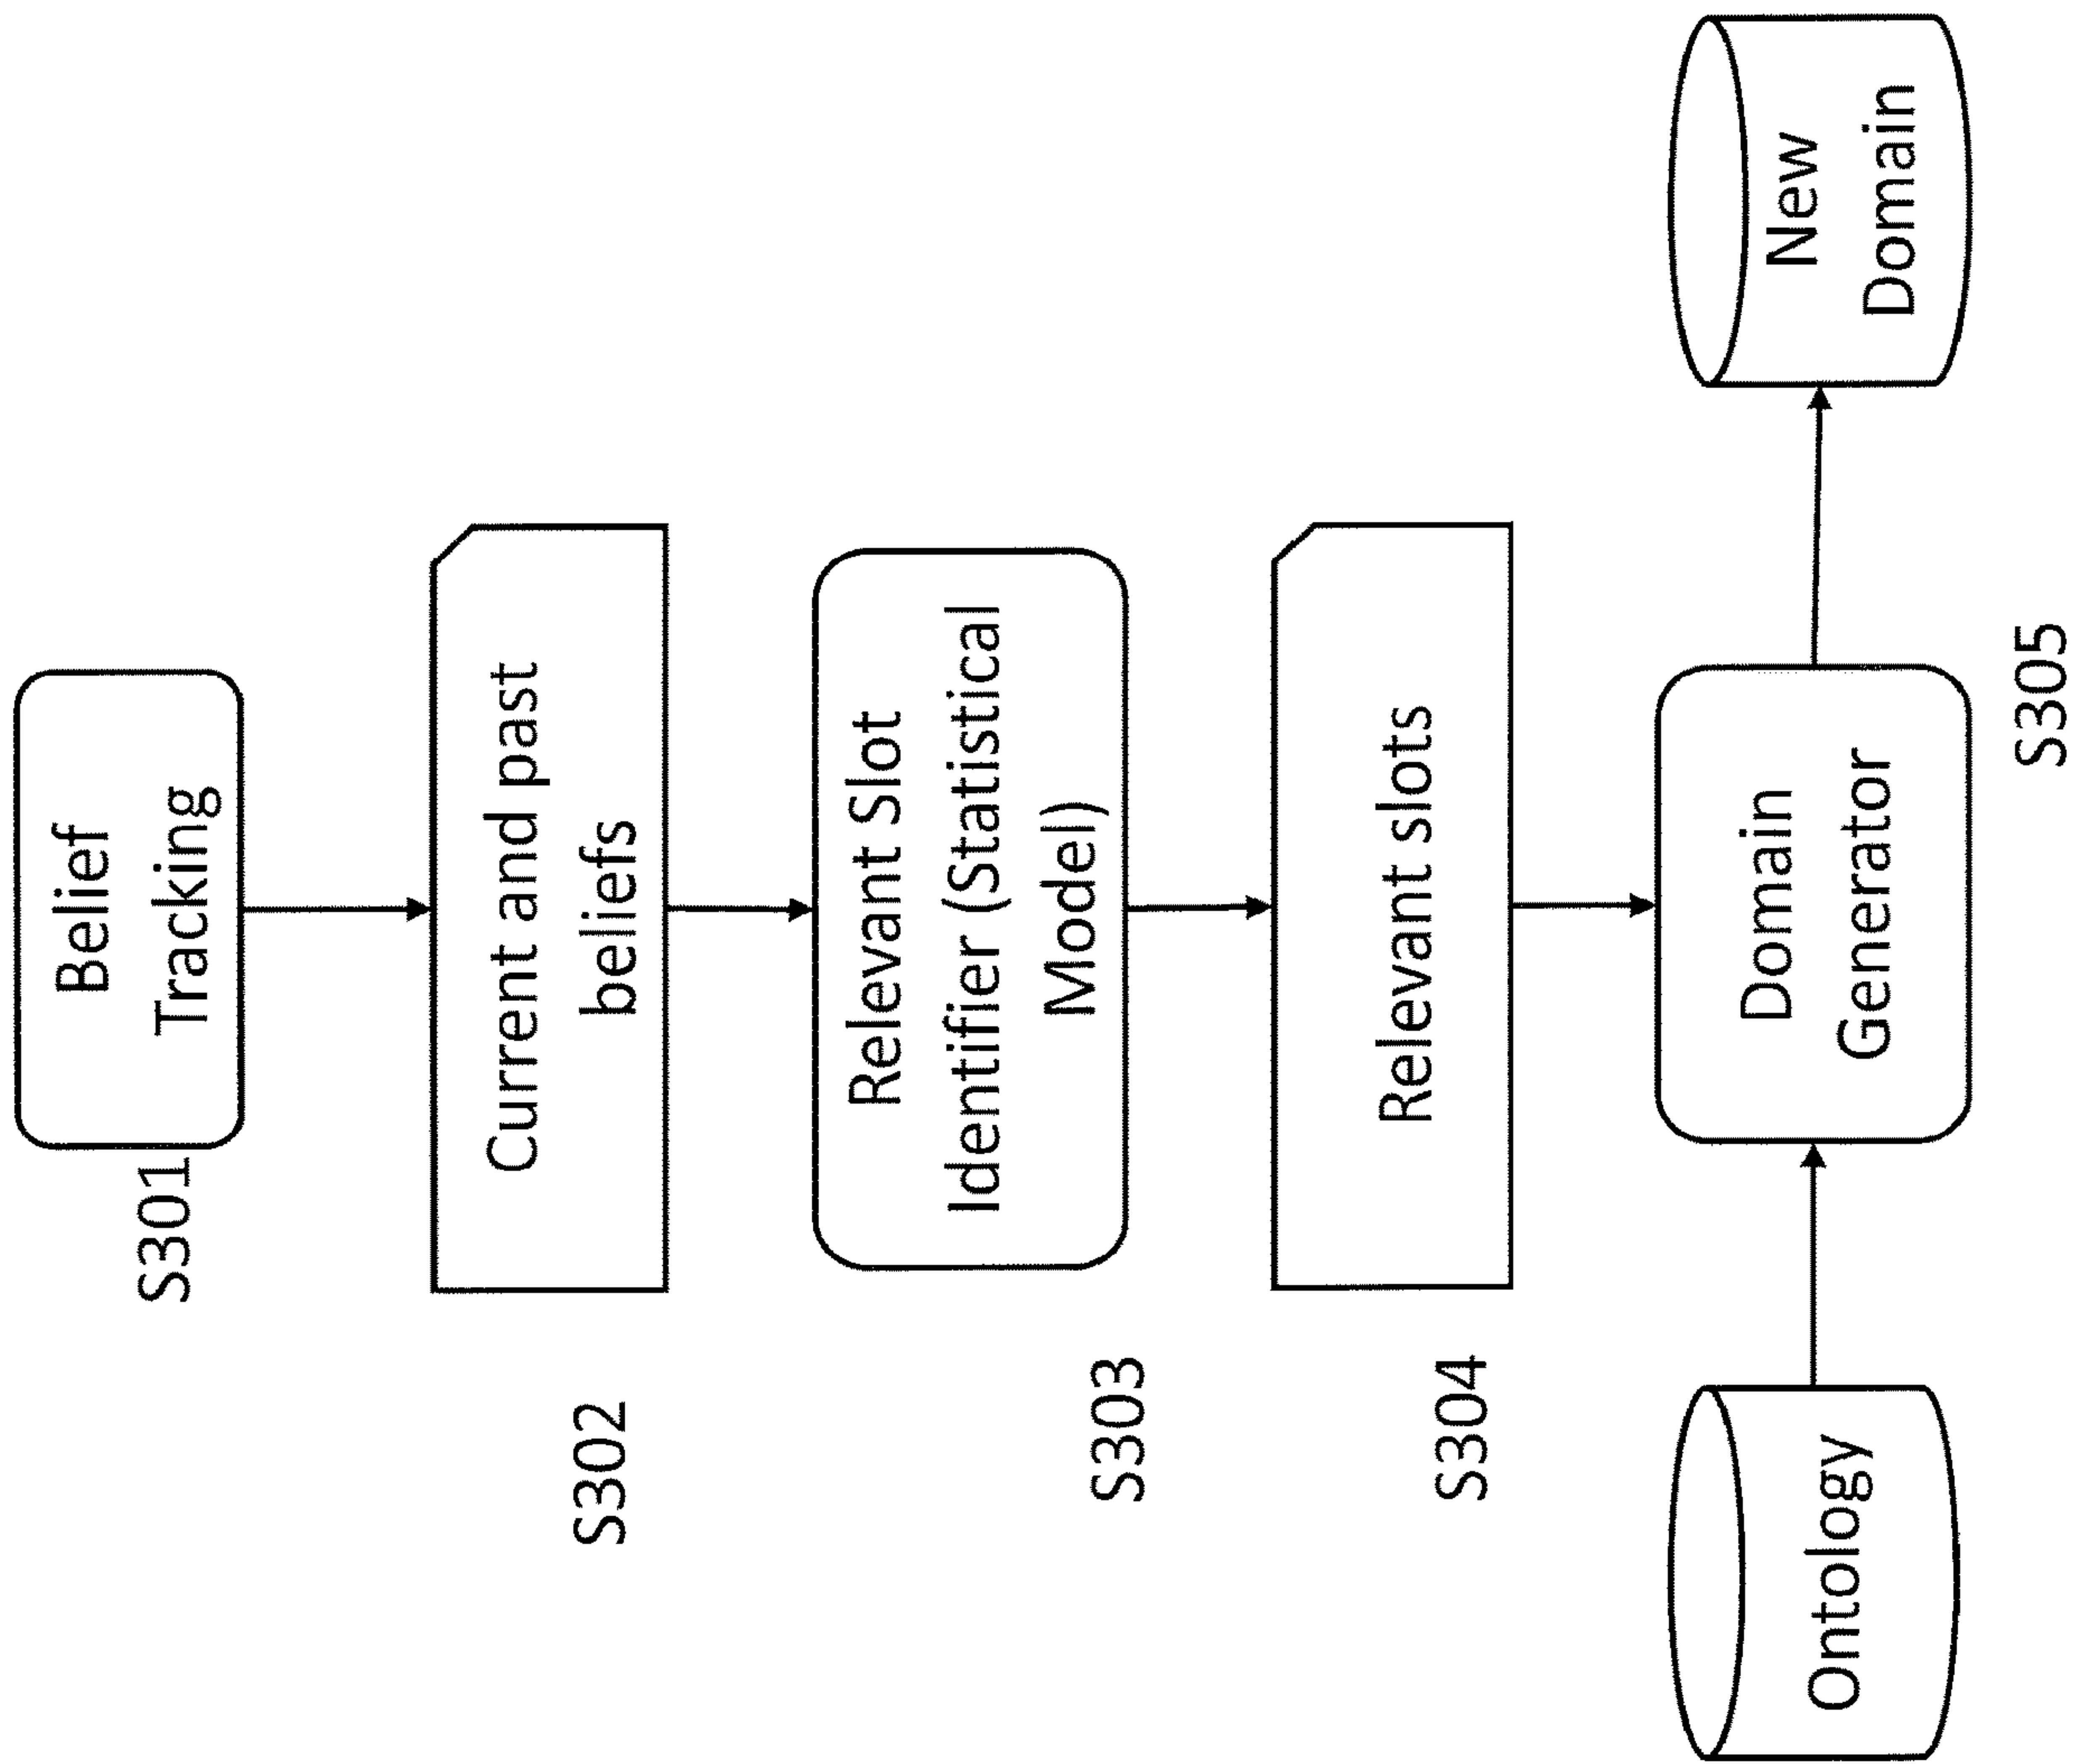 Belief
Tracking
S301
Current and past
beliefs
S302
Relevant Slot
Identifier (Statistical
Model)
S303
Relevant slots
S304
Ontology
Domain
Generator
New
Domain
S305